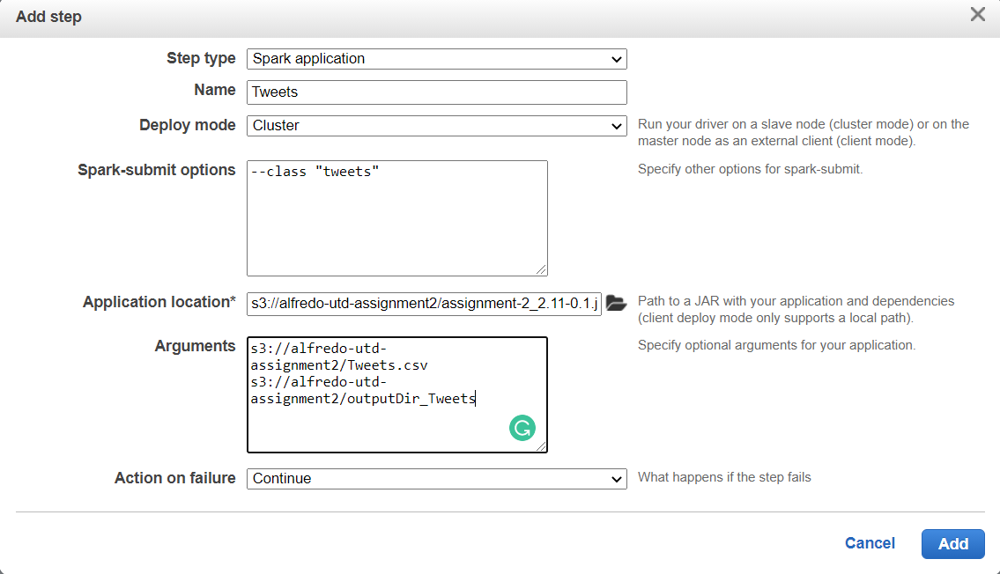 Add step
Step type
Spark application
Name
Tweets
Deploy mode
Cluster
Run your driver on a slave node (cluster mode) or on the
master node as an external client (client mode).
Spark-submit options
--class "tweets"
Specify other options for spark-submit.
Application location*
s3://alfredo-utd-assignment2/assignment-2_2.11-0.1.j
Path to a JAR with your application and dependencies
(client deploy mode only supports a local path).
Arguments
s3://alfredo-utd-
assignment2/Tweets.csv
s3://alfredo-utd-
assignment2/outputDir_Tweets
Specify optional arguments for your application.
Action on failure
Continue
What happens if the step fails
Cancel
Add